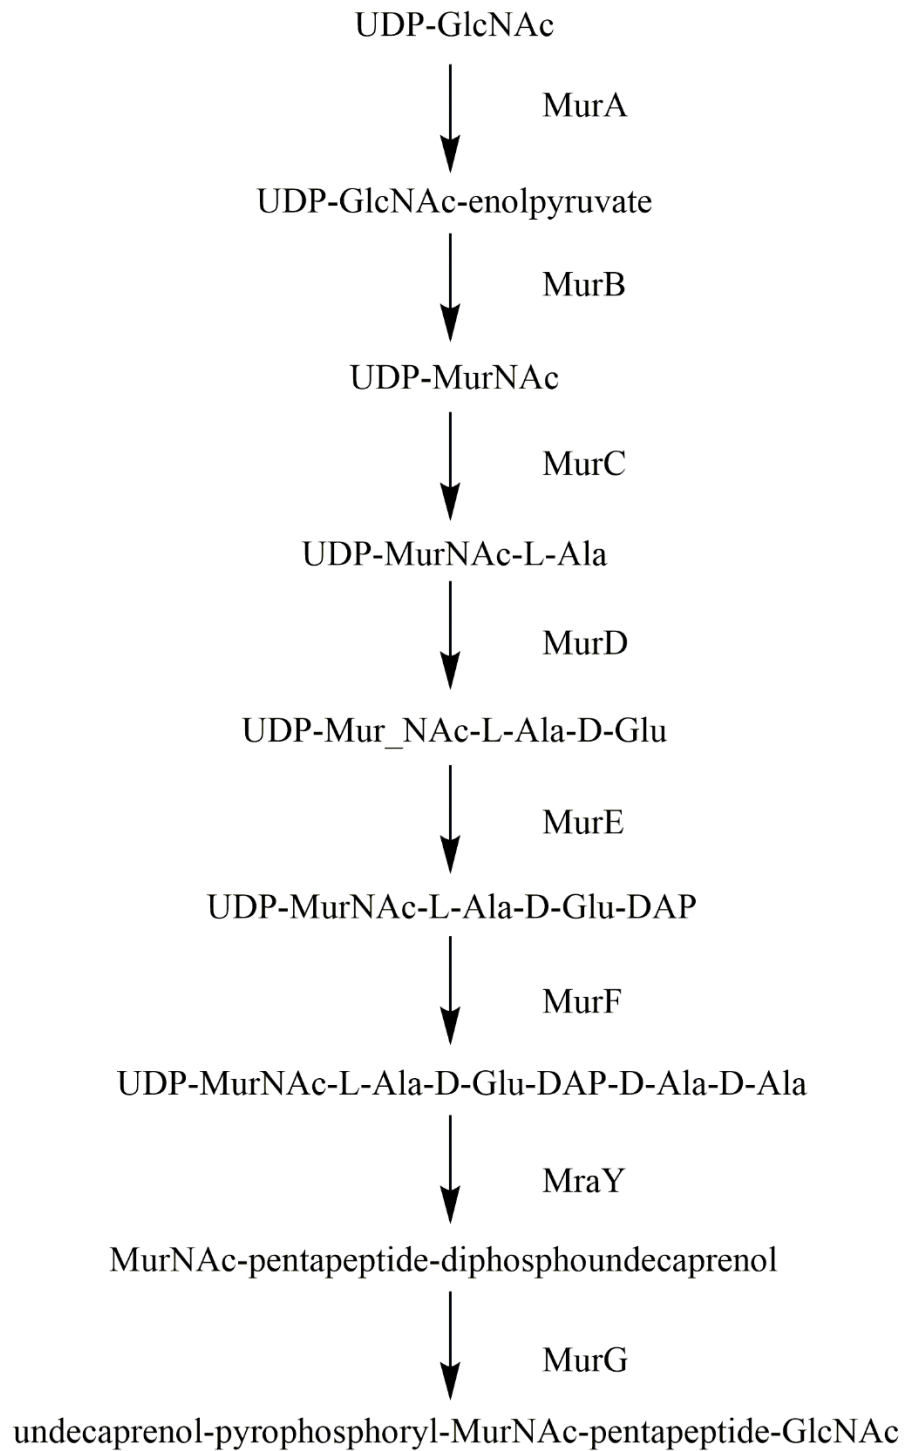 UDP-GlcNAc
MurA
UDP-GlcNAc-enolpyruvate
MurB
UDP-MurNAc
MurC
UDP-MurNAc-L-Ala
MurD
UDP-Mur_NAc-L-Ala-D-Glu
MurE
UDP-MurNAc-L-Ala-D-Glu-DAP
MurF
UDP-MurNAc-L-Ala-D-Glu-DAP-D-Ala-D-Ala
MraY
MurNAc-pentapeptide-diphosphoundecaprenol
MurG
undecaprenol-pyrophosphoryl-MurNAc-pentapeptide-GlcNAc